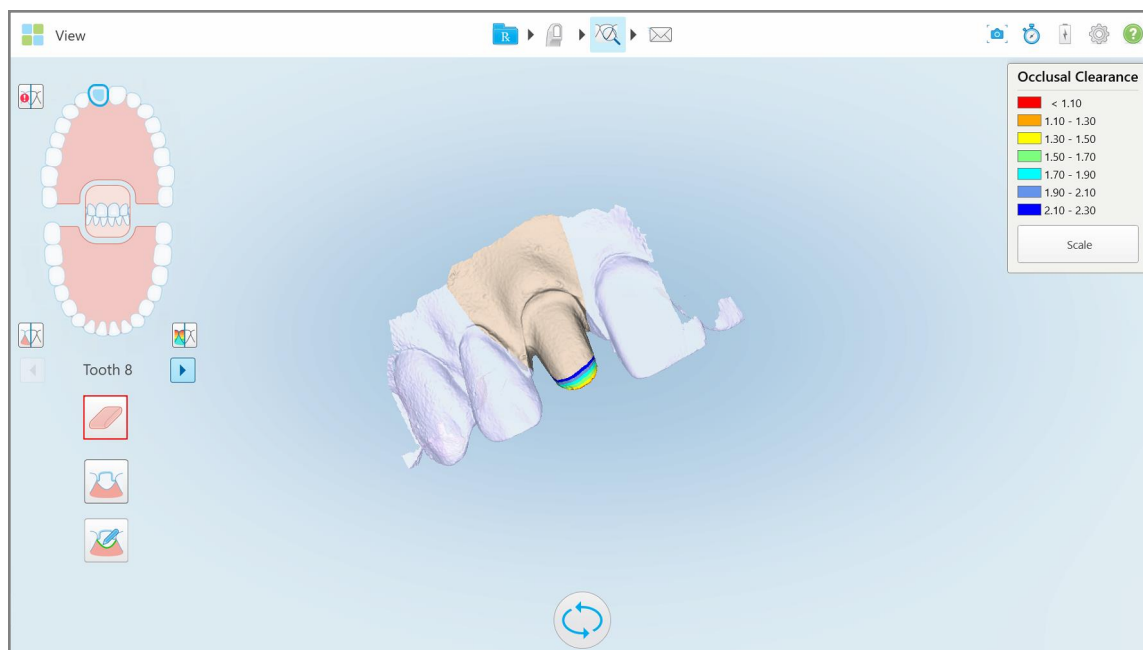 View
R
?
Occlusal Clearance
< 1.10
1.10 - 1.30
1.30 - 1.50
1.50 - 1.70
1.70 - 1.90
1.90 - 2.10
2.10 - 2.30
Scale
Tooth 8